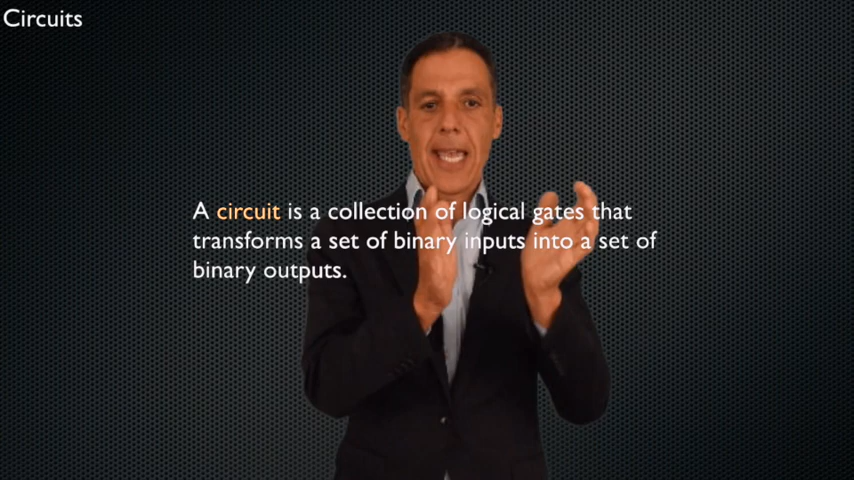 Circuits
A circuit is a collection of logical gates that
transforms a set of binary inputs into a set of
binary outputs.